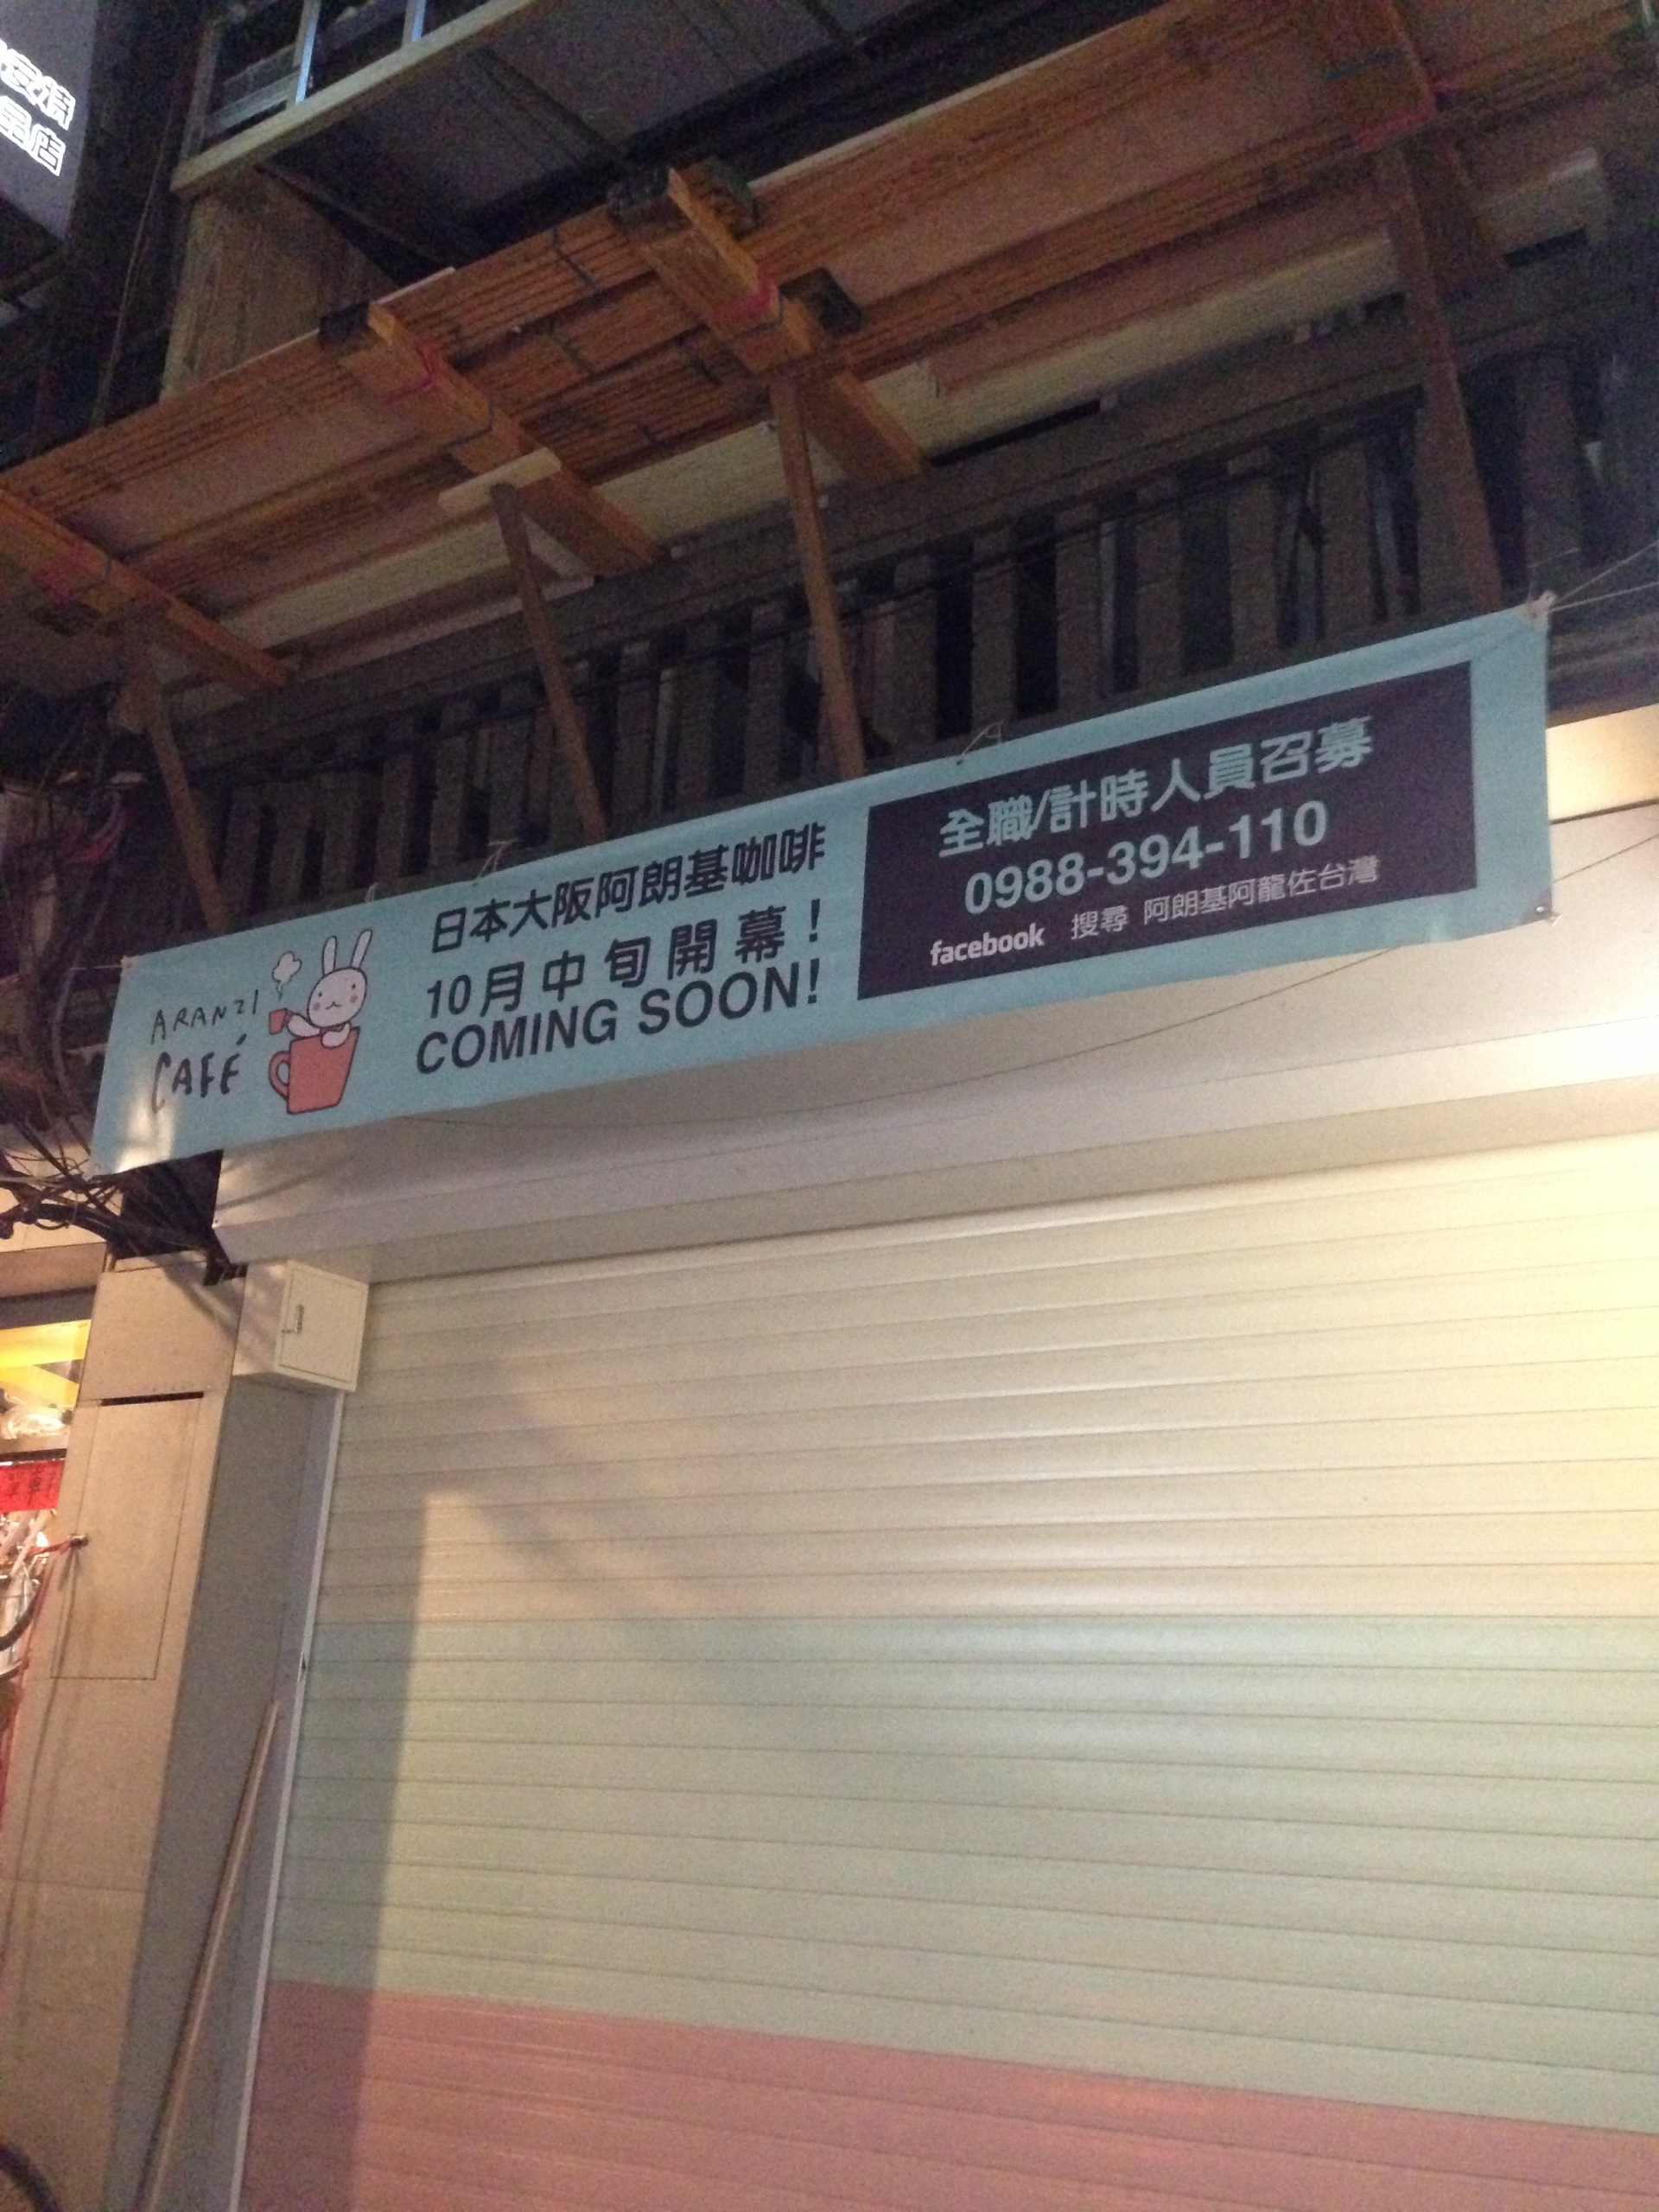 品店
ARANZI
CAFÉ
日本大阪阿朗基咖啡
10月中旬開幕！
COMING SOON!
全職/計時人員召募
0988-394-110
facebook 搜尋 阿朗基阿龍佐台灣